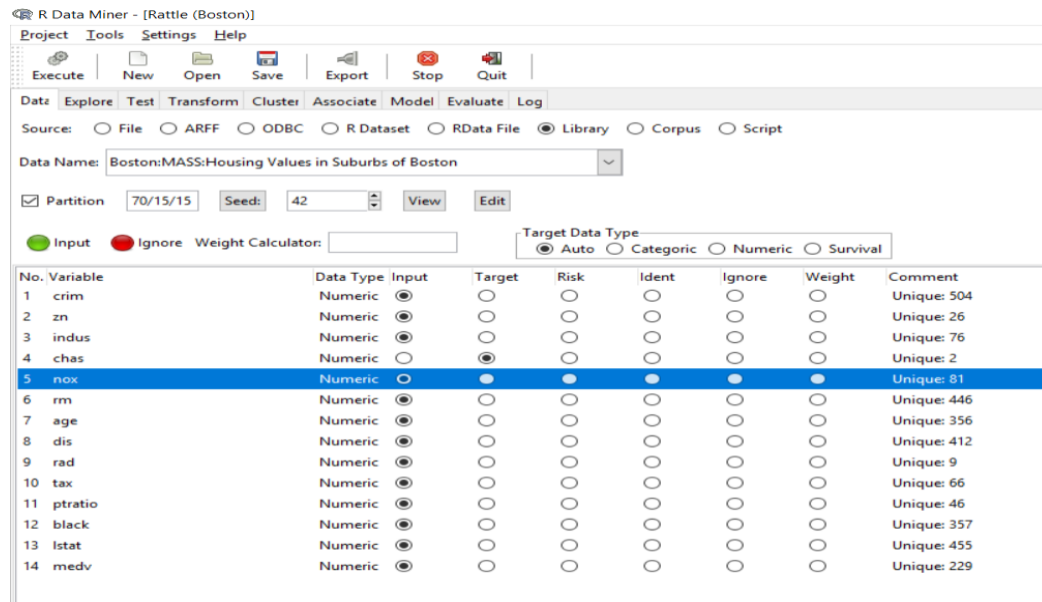 R Data Miner - [Rattle (Boston)]
Project Tools Settings Help
Execute New Open Save Export Stop Quit
Data Explore Test Transform Cluster Associate Model Evaluate Log
Source: File ARFF ODBC R Dataset RData File Library Corpus Script
Data Name: Boston:MASS:Housing Values in Suburbs of Boston
Partition 70/15/15 Seed: 42 View Edit
Target Data Type
Input Ignore Weight Calculator: Auto Categoric Numeric Survival
No. Variable Data Type Input Target Risk Ident Ignore Weight Comment
1 crim Numeric Unique: 504
2 zn Numeric Unique: 26
3 indus Numeric Unique: 76
4 chas Numeric Unique: 2
5 nox Numeric Unique: 81
6 rm Numeric Unique: 446
7 age Numeric Unique: 356
8 dis Numeric Unique: 412
9 rad Numeric Unique: 9
10 tax Numeric Unique: 66
11 ptratio Numeric Unique: 46
12 black Numeric Unique: 357
13 lstat Numeric Unique: 455
14 medv Numeric Unique: 229